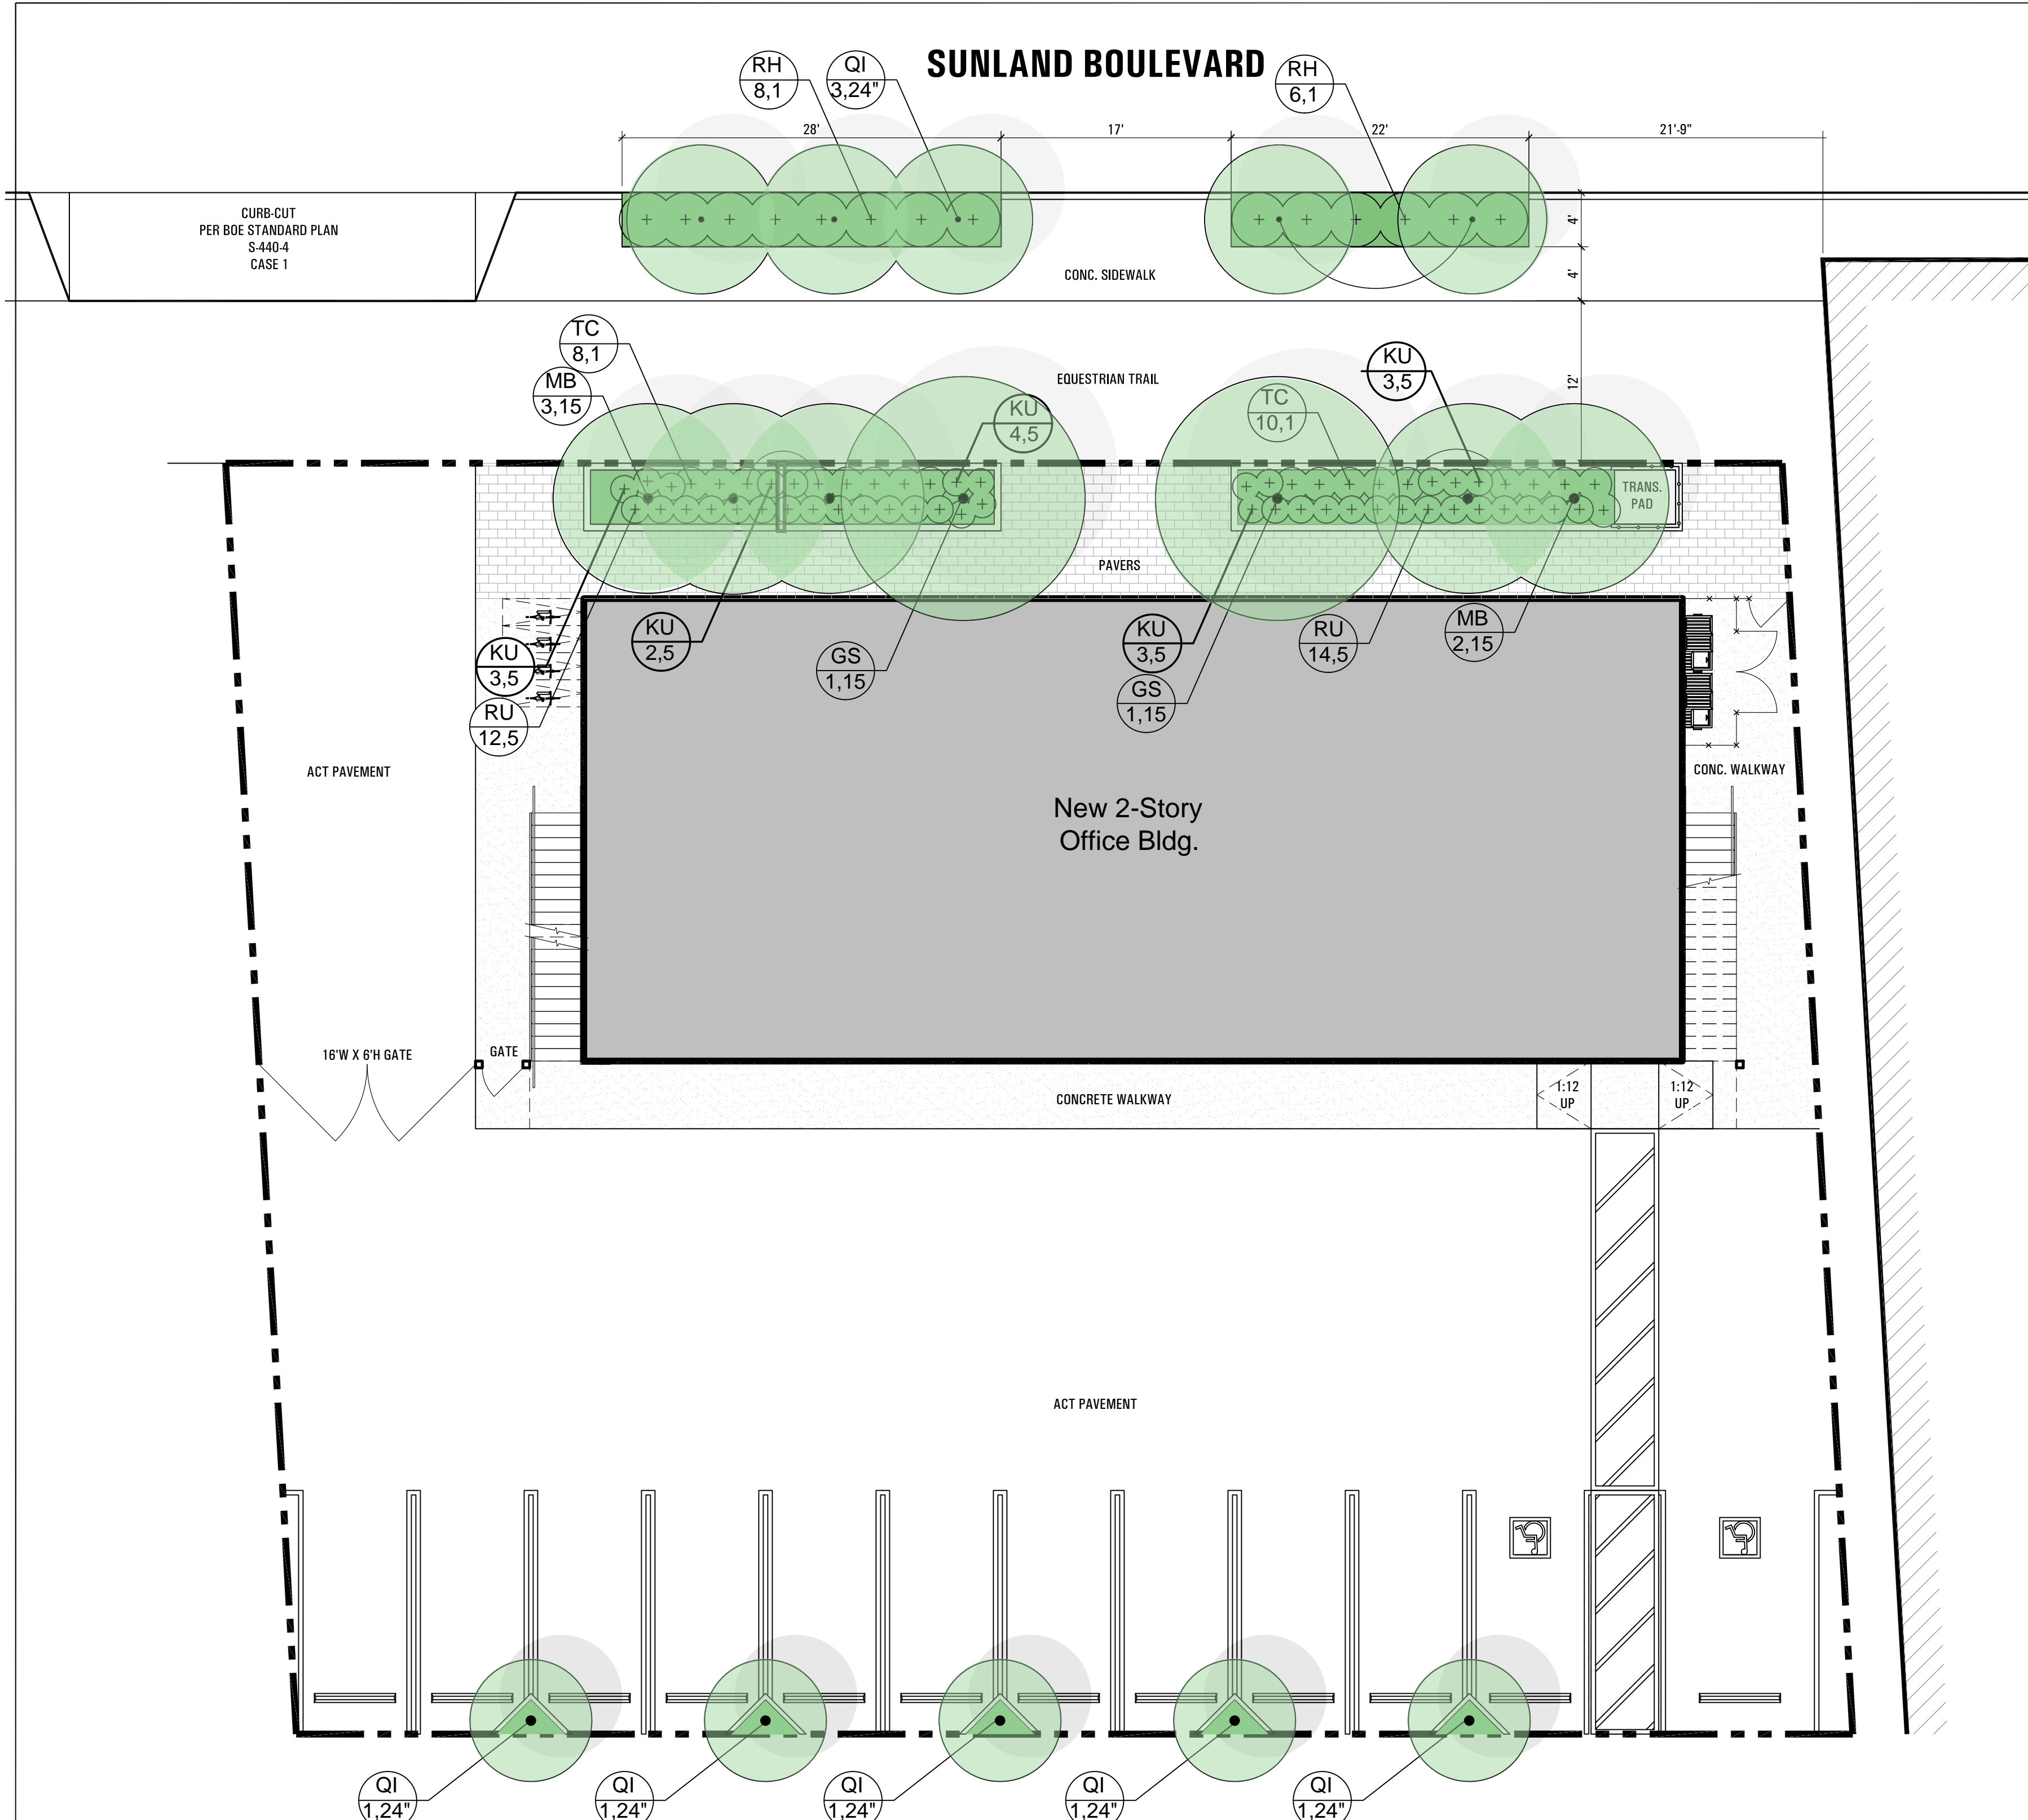 SUNLAND BOULEVARD
RH
8,1
QI
3,24"
RH
6,1
28'
17'
22'
21'-9"
CURB-CUT
PER BOE STANDARD PLAN
S-440-4
CASE 1
4'
4'
CONC. SIDEWALK
TC
8,1
MB
3,15
EQUESTRIAN TRAIL
KU
4,5
TC
10,1
KU
3,5
12'
TRANS.
PAD
PAVERS
KU
3,5
RU
12,5
KU
2,5
GS
1,15
KU
3,5
GS
1,15
RU
14,5
MB
2,15
ACT PAVEMENT
CONC. WALKWAY
New 2-Story
Office Bldg.
16'W X 6'H GATE
GATE
CONCRETE WALKWAY
1:12
UP
1:12
UP
ACT PAVEMENT
QI
1,24"
QI
1,24"
QI
1,24"
QI
1,24"
QI
1,24"